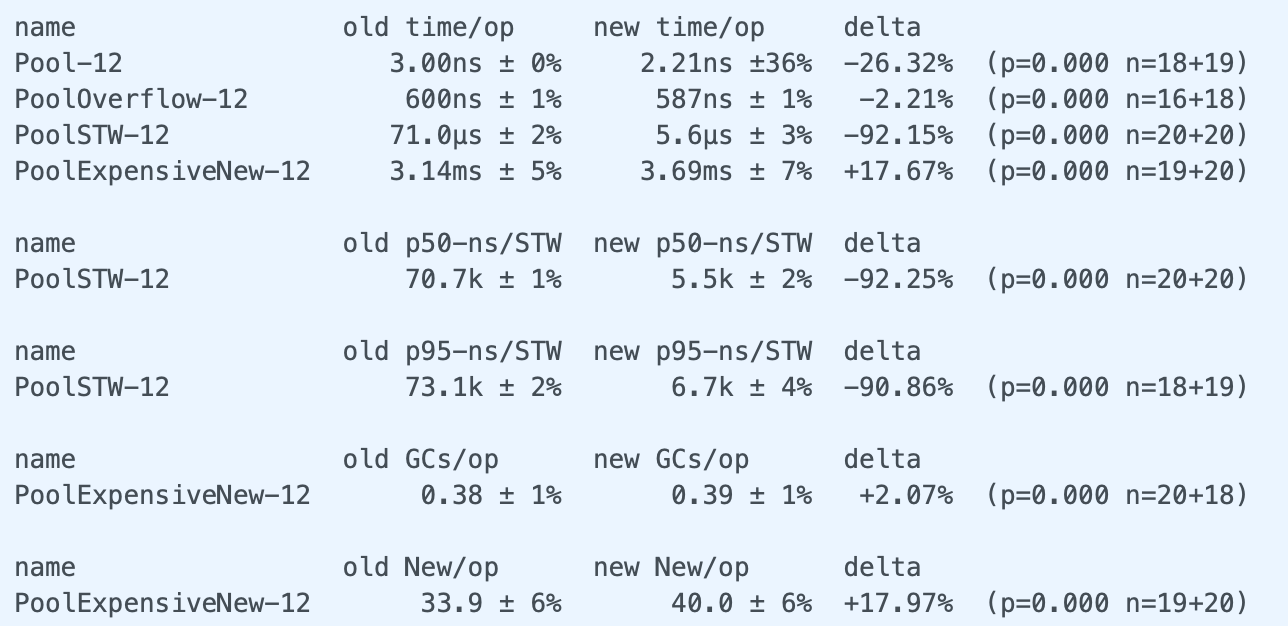 name old time/op new time/op delta
Pool-12 3.00ns ± 0% 2.21ns ±36% -26.32% (p=0.000 n=18+19)
PoolOverflow-12 600ns ± 1% 587ns ± 1% -2.21% (p=0.000 n=16+18)
PoolSTW-12 71.0µs ± 2% 5.6µs ± 3% -92.15% (p=0.000 n=20+20)
PoolExpensiveNew-12 3.14ms ± 5% 3.69ms ± 7% +17.67% (p=0.000 n=19+20)
name old p50-ns/STW new p50-ns/STW delta
PoolSTW-12 70.7k ± 1% 5.5k ± 2% -92.25% (p=0.000 n=20+20)
name old p95-ns/STW new p95-ns/STW delta
PoolSTW-12 73.1k ± 2% 6.7k ± 4% -90.86% (p=0.000 n=18+19)
name old GCs/op new GCs/op delta
PoolExpensiveNew-12 0.38 ± 1% 0.39 ± 1% +2.07% (p=0.000 n=20+18)
name old New/op new New/op delta
PoolExpensiveNew-12 33.9 ± 6% 40.0 ± 6% +17.97% (p=0.000 n=19+20)